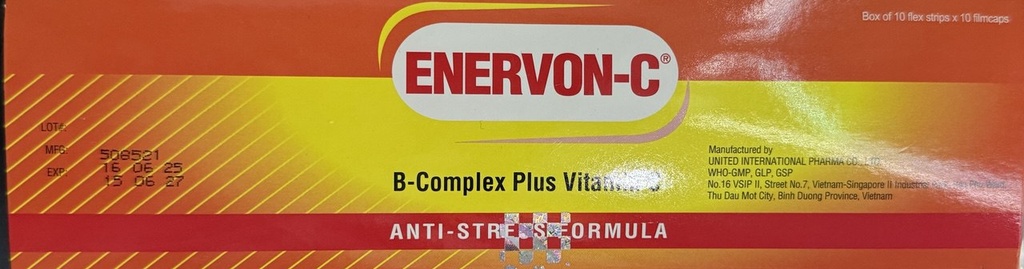 Box of 10 flex strips x 10 filmcaps
ENERVON-C®
LOT#: 508521
MFG: 16 06 25
EXP: 15 06 27
B-Complex Plus Vitamin C
Manufactured by
UNITED INTERNATIONAL PHARMA CO., LTD.
WHO-GMP, GLP, GSP
No.16 VSIP II, Street No.7, Vietnam-Singapore II Industrial
Thu Dau Mot City, Binh Duong Province, Vietnam
ANTI-STRESS FORMULA